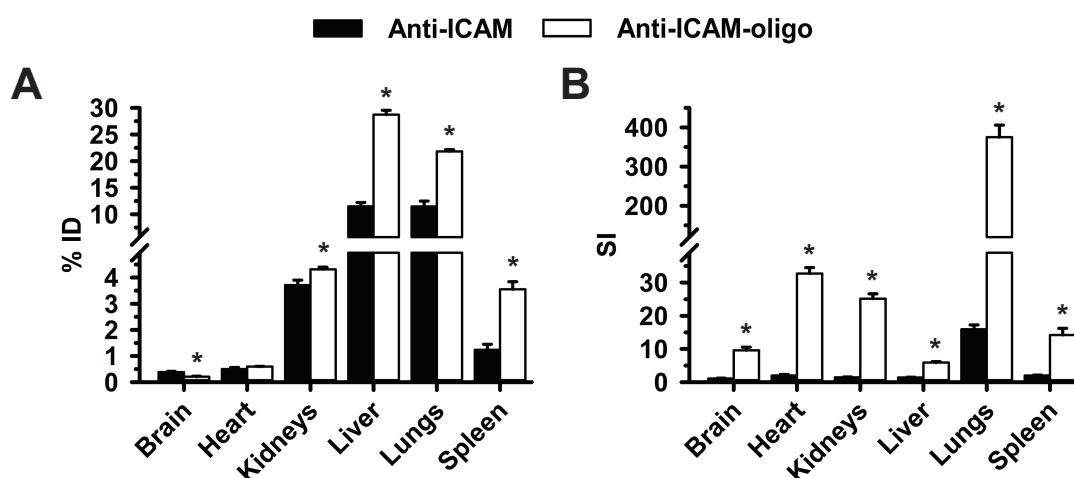 Anti-ICAM Anti-ICAM-oligo
A
% ID
30
25
20
15
10
4
3
2
1
0
* * * * *
Brain Heart Kidneys Liver Lungs Spleen
B
SI
400
300
200
30
20
10
0
* * * * * *
Brain Heart Kidneys Liver Lungs Spleen